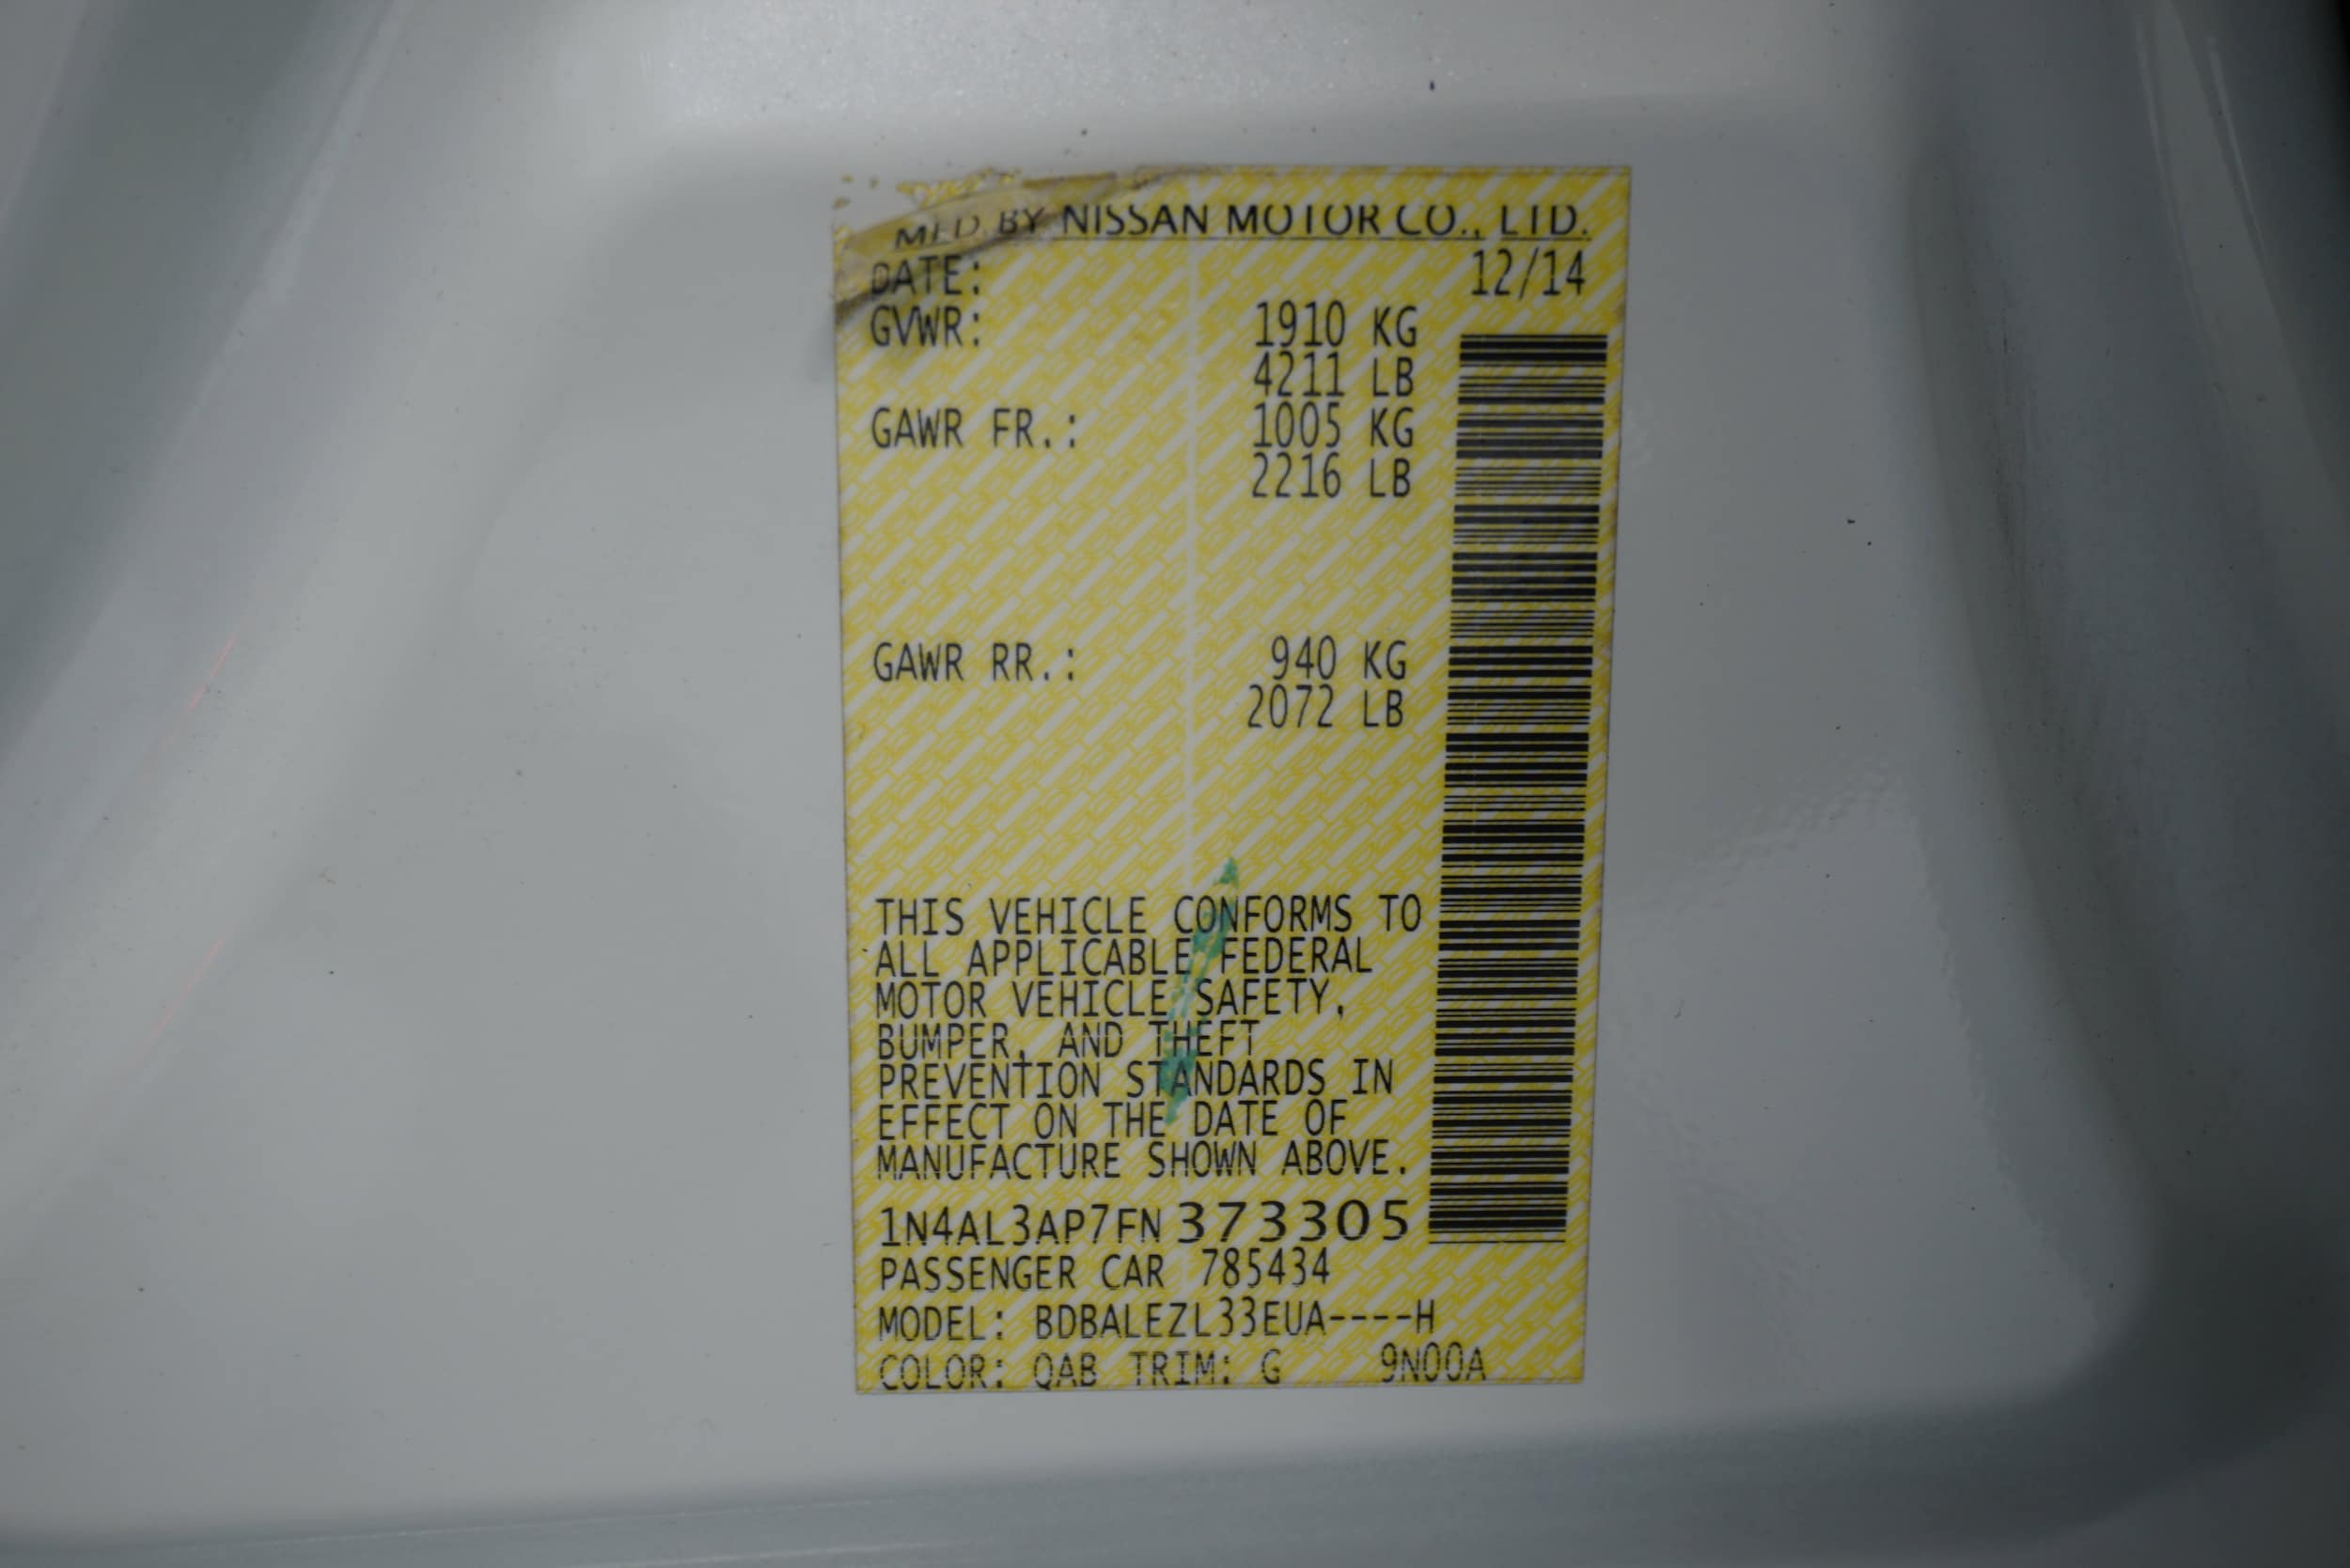 MFD. BY NISSAN MOTOR CO., LTD.
DATE: 12/14
GVWR: 1910 KG
4211 LB
GAWR FR.: 1005 KG
2216 LB
GAWR RR.: 940 KG
2072 LB
THIS VEHICLE CONFORMS TO
ALL APPLICABLE FEDERAL
MOTOR VEHICLE SAFETY,
BUMPER, AND THEFT
PREVENTION STANDARDS IN
EFFECT ON THE DATE OF
MANUFACTURE SHOWN ABOVE.
1N4AL3AP7FN373305
PASSENGER CAR 785434
MODEL: BDBALEZL33EUA----H
COLOR: QAB TRIM: G 9N00A